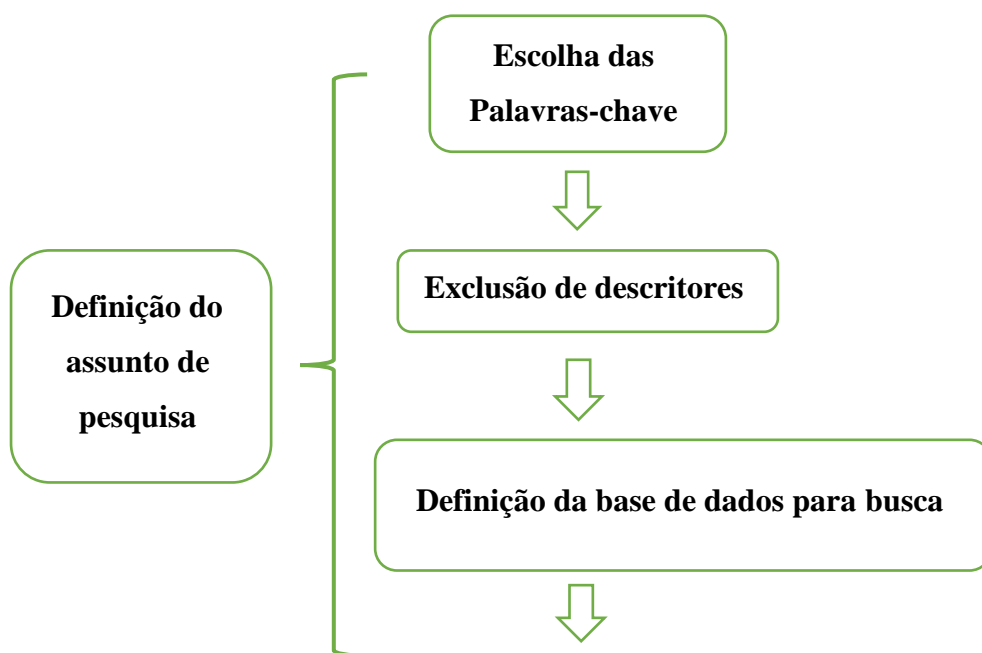 Escolha das
Palavras-chave
Exclusão de descritores
Definição do
assunto de
pesquisa
Definição da base de dados para busca